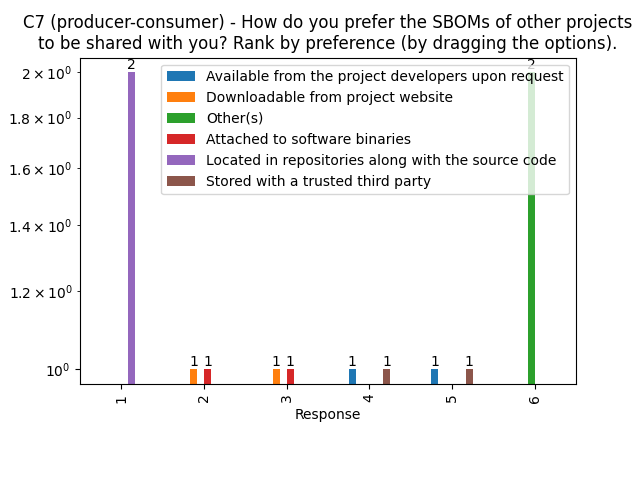 C7 (producer-consumer) - How do you prefer the SBOMs of other projects
to be shared with you? Rank by preference (by dragging the options).
2 2
2 × 10⁰
1.8 × 10⁰
1.6 × 10⁰
1.4 × 10⁰
1.2 × 10⁰
10⁰
Available from the project developers upon request
Downloadable from project website
Other(s)
Attached to software binaries
Located in repositories along with the source code
Stored with a trusted third party
1 1 1 1 1 1 1 1
1 2 3 4 5 6
Response